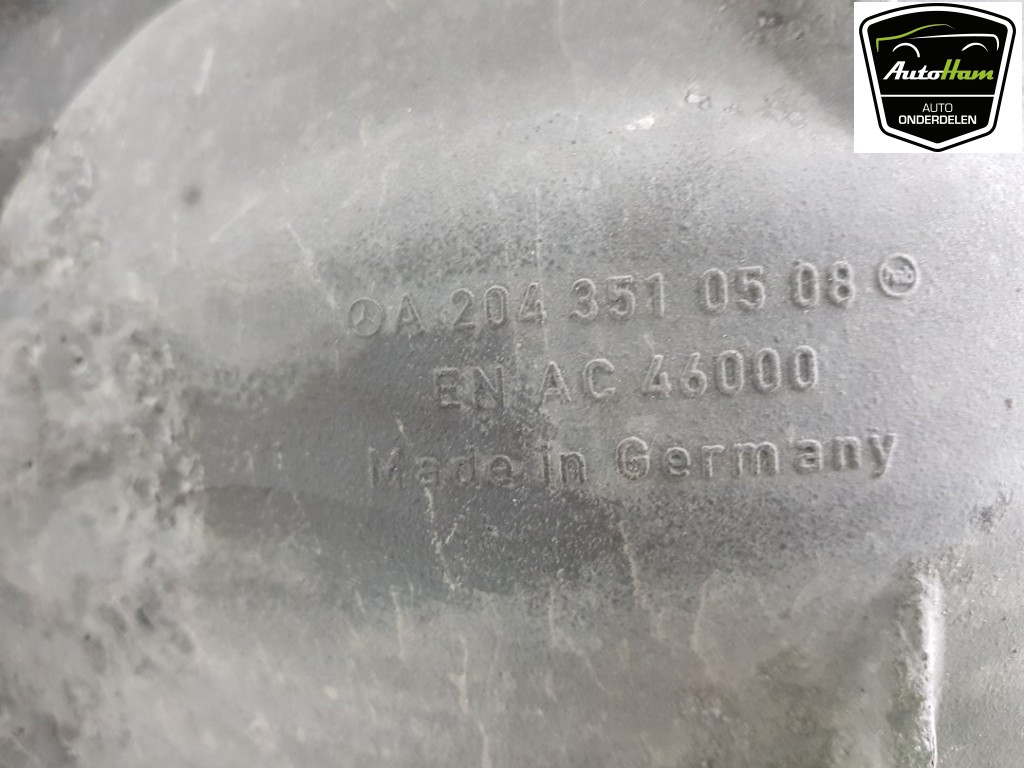 AutoHam
AUTO
ONDERDELEN
A 204 351 05 08
EN AC 46000
Made in Germany